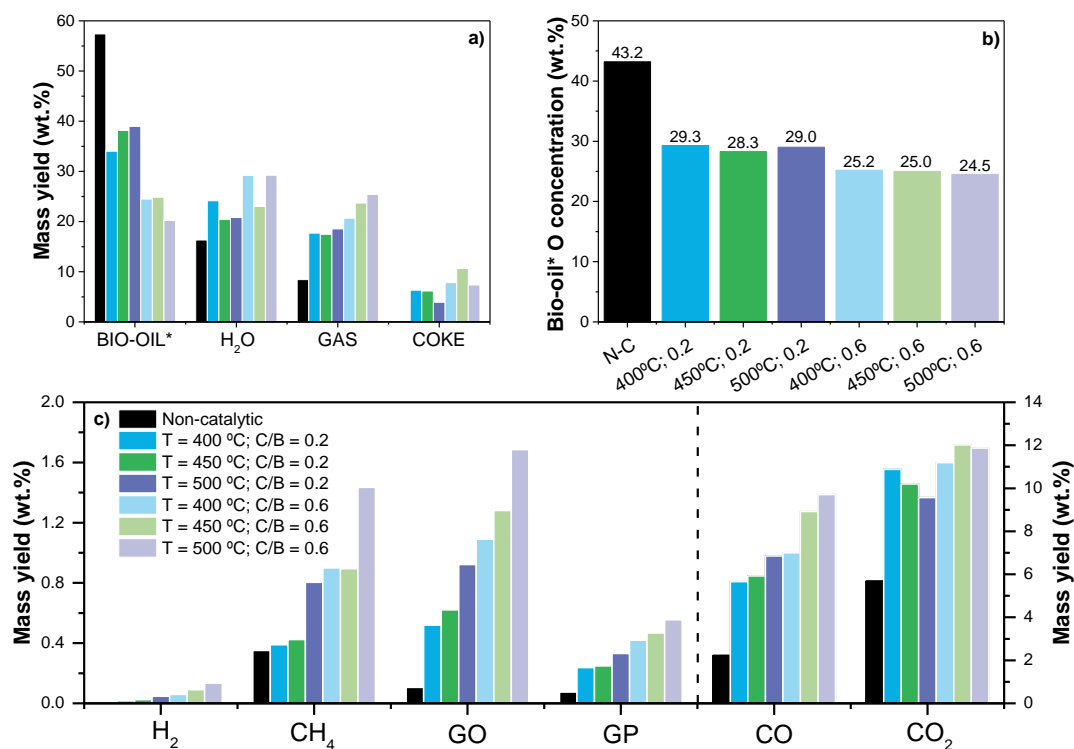 a)
Mass yield (wt.%)
60
50
40
30
20
10
0
BIO-OIL* H₂O GAS COKE
b)
Bio-oil* O concentration (wt.%)
50
40
30
20
10
0
43.2
29.3
28.3
29.0
25.2
25.0
24.5
N-C
400ºC; 0.2
450ºC; 0.2
500ºC; 0.2
400ºC; 0.6
450ºC; 0.6
500ºC; 0.6
c)
Mass yield (wt.%)
2.0
1.6
1.2
0.8
0.4
0.0
Non-catalytic
T = 400 ºC; C/B = 0.2
T = 450 ºC; C/B = 0.2
T = 500 ºC; C/B = 0.2
T = 400 ºC; C/B = 0.6
T = 450 ºC; C/B = 0.6
T = 500 ºC; C/B = 0.6
H₂ CH₄ GO GP CO CO₂
14
12
10
8
6
4
2
0
Mass yield (wt.%)